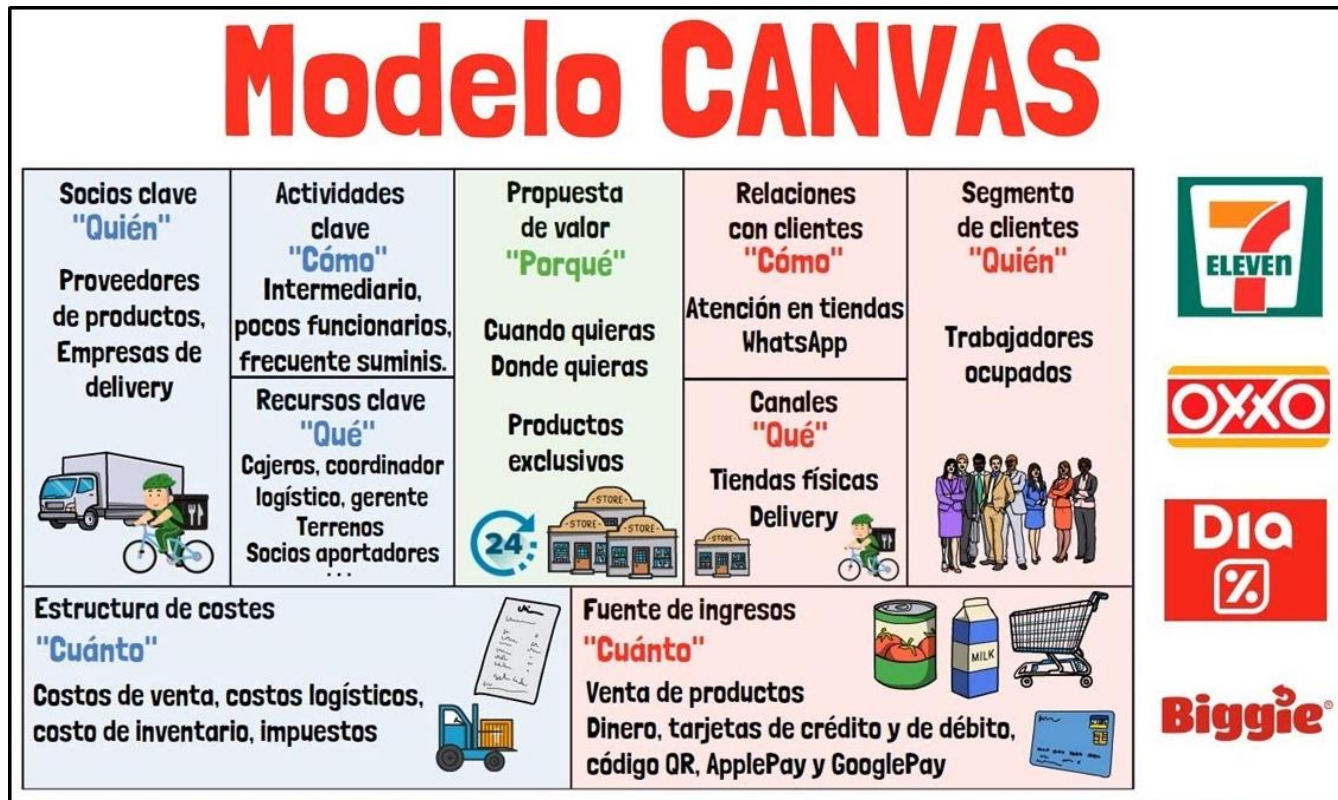 Modelo CANVAS
Socios clave
"Quién"
Proveedores
de productos,
Empresas de
delivery
Actividades
clave
"Cómo"
Intermediario,
pocos funcionarios,
frecuente suminis.
Recursos clave
"Qué"
Cajeros, coordinador
logístico, gerente
Terrenos
Socios aportadores
...
Propuesta
de valor
"Porqué"
Cuando quieras
Donde quieras
Productos
exclusivos
24
STORE
STORE
STORE
Relaciones
con clientes
"Cómo"
Atención en tiendas
WhatsApp
Canales
"Qué"
Tiendas físicas
Delivery
STORE
Segmento
de clientes
"Quién"
Trabajadores
ocupados
Estructura de costes
"Cuánto"
Costos de venta, costos logísticos,
costo de inventario, impuestos
Fuente de ingresos
"Cuánto"
MILK
Venta de productos
Dinero, tarjetas de crédito y de débito,
código QR, ApplePay y GooglePay
7
ELEVEN
OXXO
Dia
%
Biggie®